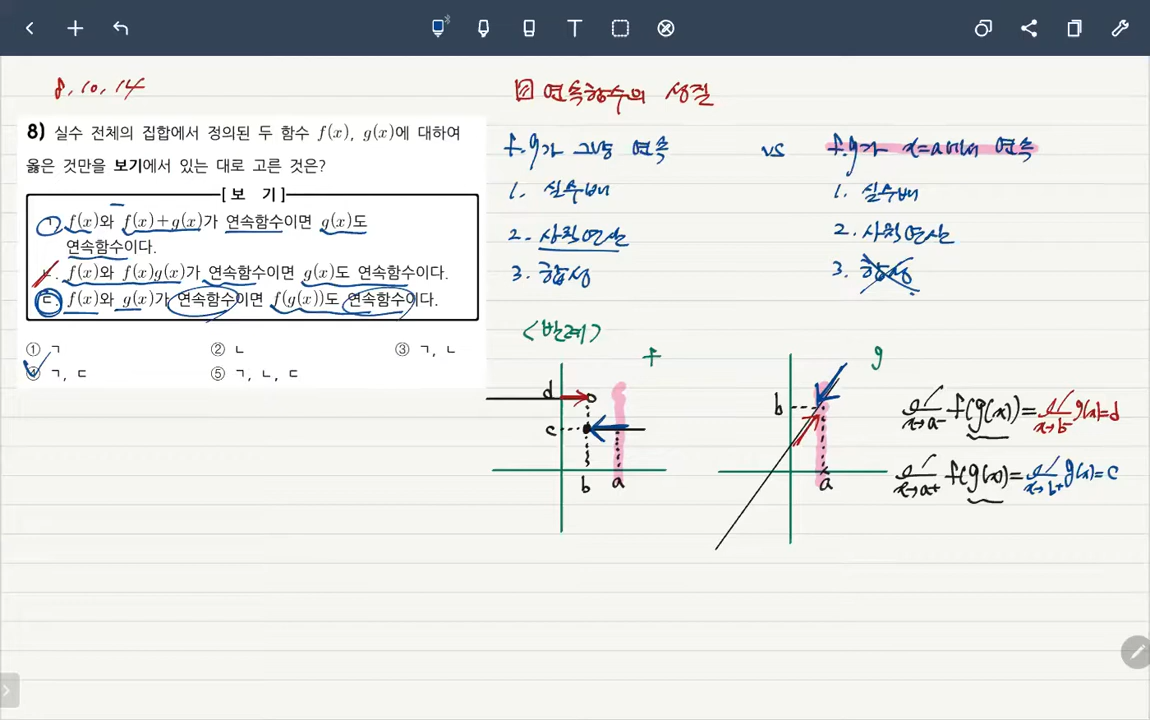 8, 10, 14
8) 실수 전체의 집합에서 정의된 두 함수 f(x), g(x)에 대하여
옳은 것만을 보기에서 있는 대로 고른 것은?
[보 기]
ㄱ. f(x)와 f(x)+g(x)가 연속함수이면 g(x)도
연속함수이다.
ㄴ. f(x)와 f(x)g(x)가 연속함수이면 g(x)도 연속함수이다.
ㄷ. f(x)와 g(x)가 연속함수이면 f(g(x))도 연속함수이다.
① ㄱ ② ㄴ ③ ㄱ, ㄴ
④ ㄱ, ㄷ ⑤ ㄱ, ㄴ, ㄷ
연속함수의 성질
f.g가 그냥 연속 vs f.g가 x=a에서 연속
1. 실수배 1. 실수배
2. 사칙연산 2. 사칙연산
3. 합성 3. 합성
<반례>
f
d
c
b a
g
b
a
x→a- f(g(x))= x→b- g(x)=d
x→a+ f(g(x))= x→b+ g(x)=c